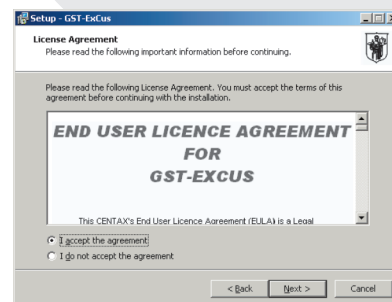 Setup - GST-ExCus
License Agreement
Please read the following important information before continuing.
Please read the following License Agreement. You must accept the terms of this
agreement before continuing with the installation.
END USER LICENCE AGREEMENT
FOR
GST-EXCUS
This CENTAX's End User Licence Agreement (EULA) is a Legal
I accept the agreement
I do not accept the agreement
< Back
Next >
Cancel